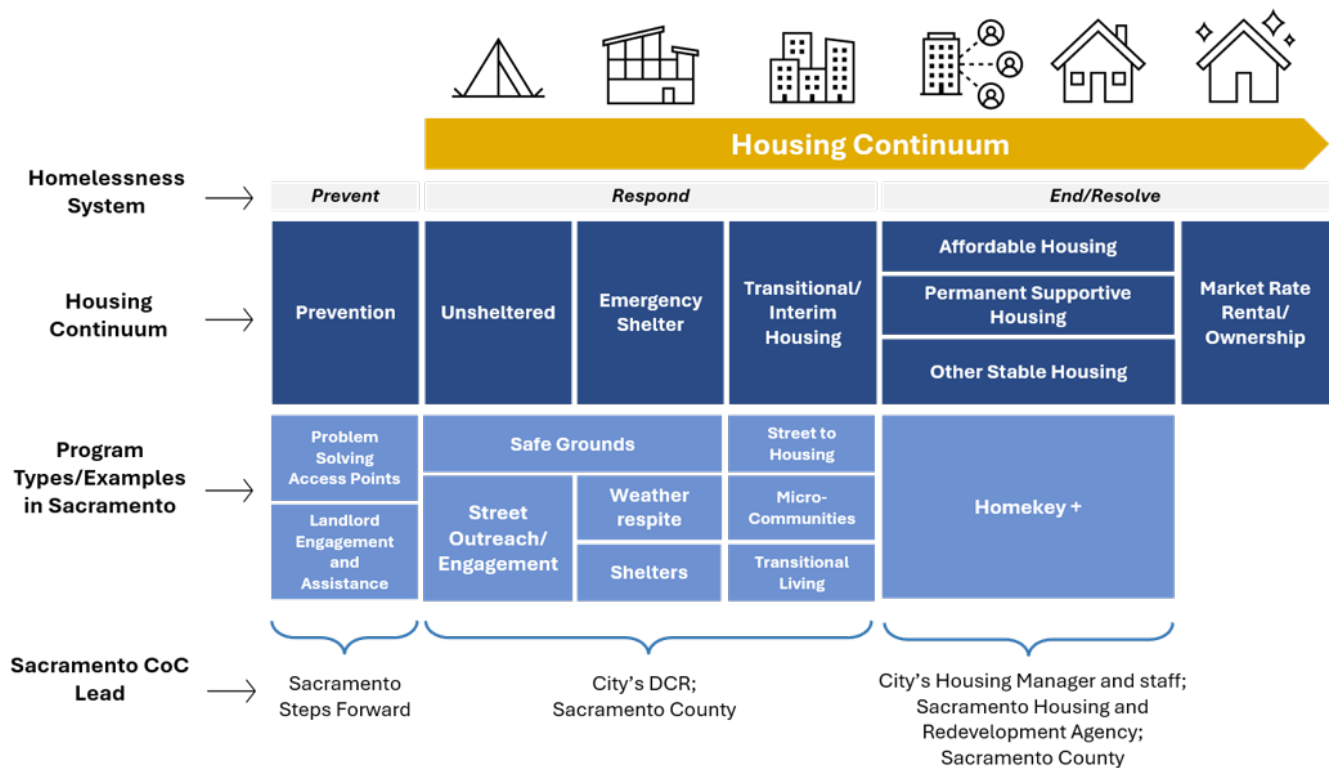 Housing Continuum
Homelessness
System
Prevent
Respond
End/Resolve
Housing
Continuum
Prevention
Unsheltered
Emergency
Shelter
Transitional/
Interim
Housing
Affordable Housing
Permanent Supportive
Housing
Other Stable Housing
Market Rate
Rental/
Ownership
Program
Types/Examples
in Sacramento
Problem
Solving
Access Points
Landlord
Engagement
and
Assistance
Safe Grounds
Street
Outreach/
Engagement
Weather
respite
Shelters
Street to
Housing
Micro-
Communities
Transitional
Living
Homekey +
Sacramento CoC
Lead
Sacramento
Steps Forward
City's DCR;
Sacramento County
City's Housing Manager and staff;
Sacramento Housing and
Redevelopment Agency;
Sacramento County